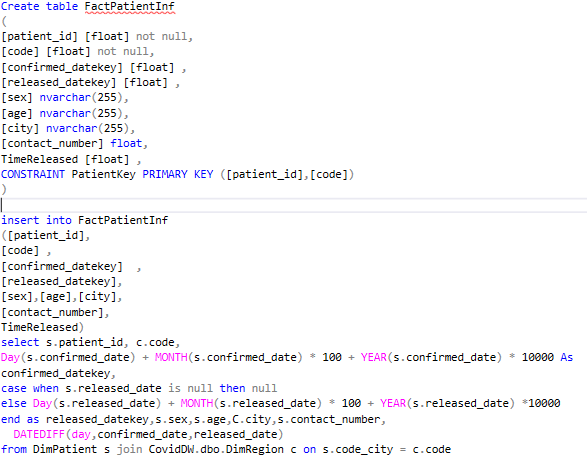 Create table FactPatientInf
(
[patient_id] [float] not null,
[code] [float] not null,
[confirmed_datekey] [float] ,
[released_datekey] [float] ,
[sex] nvarchar(255),
[age] nvarchar(255),
[city] nvarchar(255),
[contact_number] float,
TimeReleased [float] ,
CONSTRAINT PatientKey PRIMARY KEY ([patient_id],[code])
)
insert into FactPatientInf
([patient_id],
[code] ,
[confirmed_datekey]  ,
[released_datekey],
[sex],[age],[city],
[contact_number],
TimeReleased)
select s.patient_id, c.code,
Day(s.confirmed_date) + MONTH(s.confirmed_date) * 100 + YEAR(s.confirmed_date) * 10000 As
confirmed_datekey,
case when s.released_date is null then null
else Day(s.released_date) + MONTH(s.released_date) * 100 + YEAR(s.released_date) *10000
end as released_datekey,s.sex,s.age,C.city,s.contact_number,
DATEDIFF(day,confirmed_date,released_date)
from DimPatient s join CovidDW.dbo.DimRegion c on s.code_city = c.code